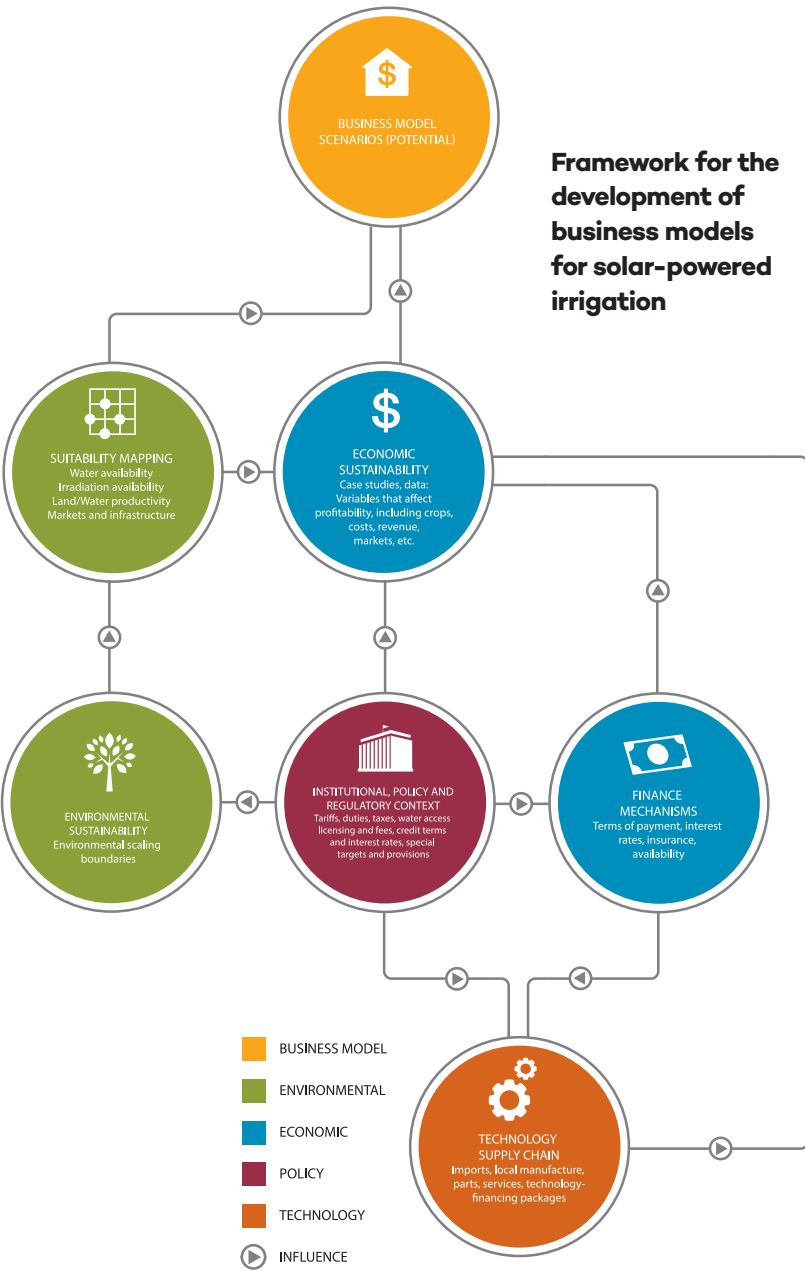 BUSINESS MODEL
SCENARIOS (POTENTIAL)
Framework for the
development of
business models
for solar-powered
irrigation
SUITABILITY MAPPING
Water availability
Irradiation availability
Land/Water productivity
Markets and infrastructure
ECONOMIC
SUSTAINABILITY
Case studies, data:
Variables that affect
profitability, including crops,
costs, revenue,
markets, etc.
ENVIRONMENTAL
SUSTAINABILITY
Environmental scaling
boundaries
INSTITUTIONAL, POLICY AND
REGULATORY CONTEXT
Tariffs, duties, taxes, water access
licensing and fees, credit terms
and interest rates, special
targets and provisions
FINANCE
MECHANISMS
Terms of payment, interest
rates, insurance,
availability
TECHNOLOGY
SUPPLY CHAIN
Imports, local manufacture,
parts, services, technology-
financing packages
BUSINESS MODEL
ENVIRONMENTAL
ECONOMIC
POLICY
TECHNOLOGY
INFLUENCE